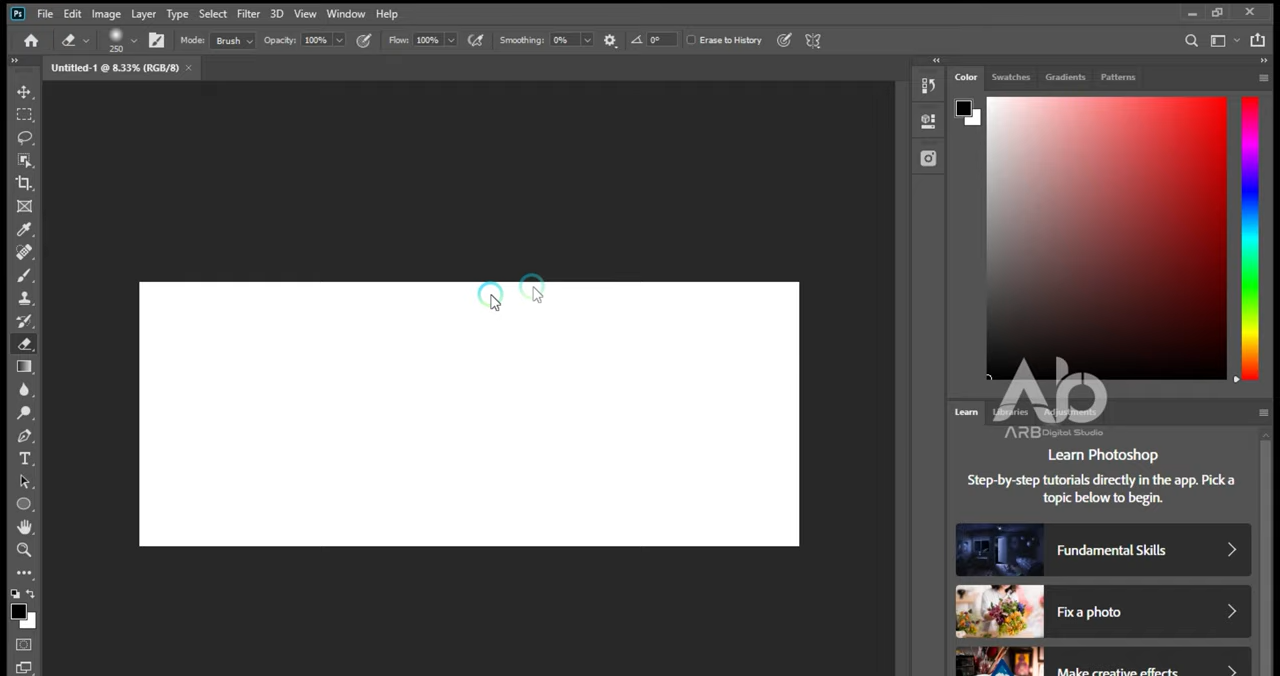 Ps File Edit Image Layer Type Select Filter 3D View Window Help
250 Mode: Brush Opacity: 100% Flow: 100% Smoothing: 0% 0° Erase to History
Untitled-1 @ 8.33% (RGB/8) ×
Color Swatches Gradients Patterns
Ab
ARB Digital Studio
Learn Libraries Adjustments
Learn Photoshop
Step-by-step tutorials directly in the app. Pick a
topic below to begin.
Fundamental Skills
Fix a photo
Make creative effects